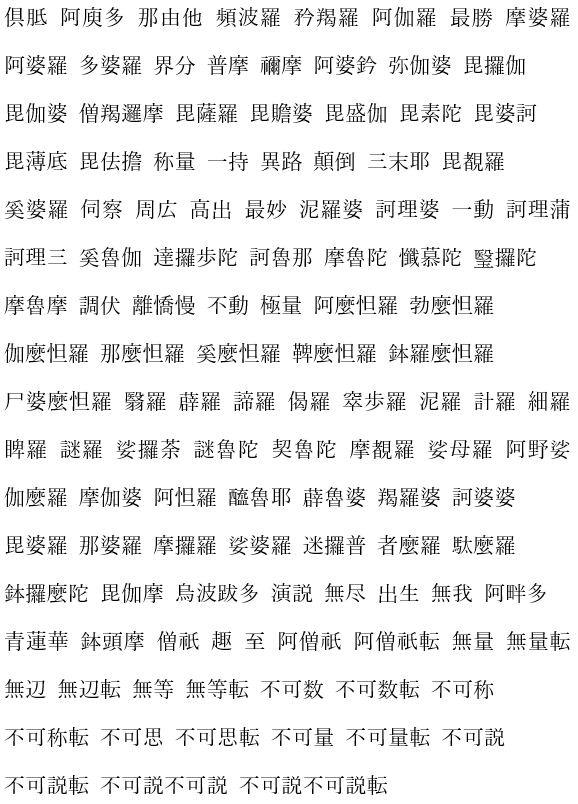 倶胝 阿庾多 那由他 頻波羅 矜羯羅 阿伽羅 最勝 摩婆羅
阿婆羅 多婆羅 界分 普摩 禰摩 阿婆鈐 弥伽婆 毘攞伽
毘伽婆 僧羯邏摩 毘薩羅 毘贍婆 毘盛伽 毘素陀 毘婆訶
毘薄底 毘佉擔 称量 一持 異路 顛倒 三末耶 毘覩羅
奚婆羅 伺察 周広 高出 最妙 泥羅婆 訶理婆 一動 訶理蒲
訶理三 奚魯伽 達攞歩陀 訶魯那 摩魯陀 懺慕陀 瑿攞陀
摩魯摩 調伏 離憍慢 不動 極量 阿麼怛羅 勃麼怛羅
伽麼怛羅 那麼怛羅 奚麼怛羅 鞞麼怛羅 鉢羅麼怛羅
尸婆麼怛羅 翳羅 薜羅 諦羅 偈羅 窣歩羅 泥羅 計羅 細羅
睥羅 謎羅 娑攞荼 謎魯陀 契魯陀 摩覩羅 娑母羅 阿野娑
伽麼羅 摩伽婆 阿怛羅 醯魯耶 薜魯婆 羯羅婆 訶婆婆
毘婆羅 那婆羅 摩攞羅 娑婆羅 迷攞普 者麼羅 駄麼羅
鉢攞麼陀 毘伽摩 烏波跋多 演説 無尽 出生 無我 阿畔多
青蓮華 鉢頭摩 僧祇 趣 至 阿僧祇 阿僧祇転 無量 無量転
無辺 無辺転 無等 無等転 不可数 不可数転 不可称
不可称転 不可思 不可思転 不可量 不可量転 不可説
不可説転 不可説不可説 不可説不可説転